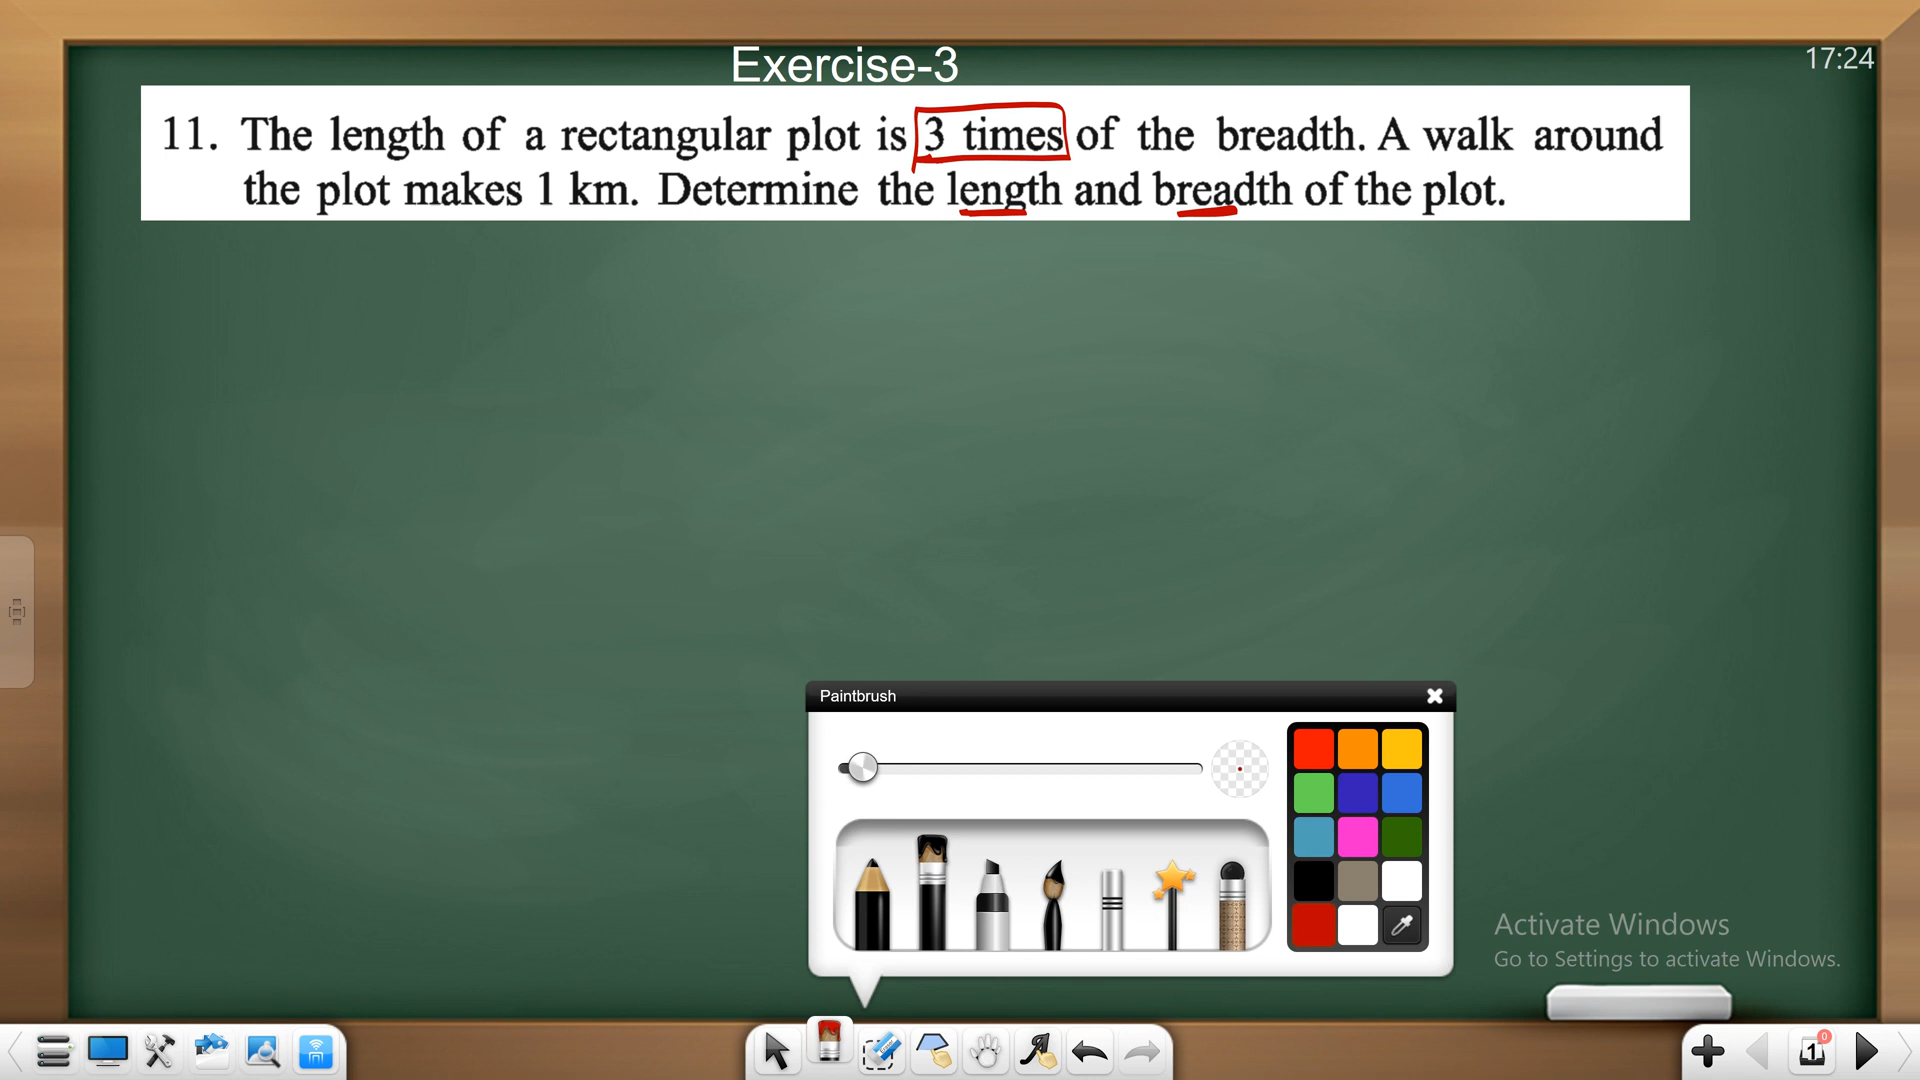 Exercise-3
17:24
11. The length of a rectangular plot is 3 times of the breadth. A walk around
the plot makes 1 km. Determine the length and breadth of the plot.
Paintbrush
Activate Windows
Go to Settings to activate Windows.
1
0